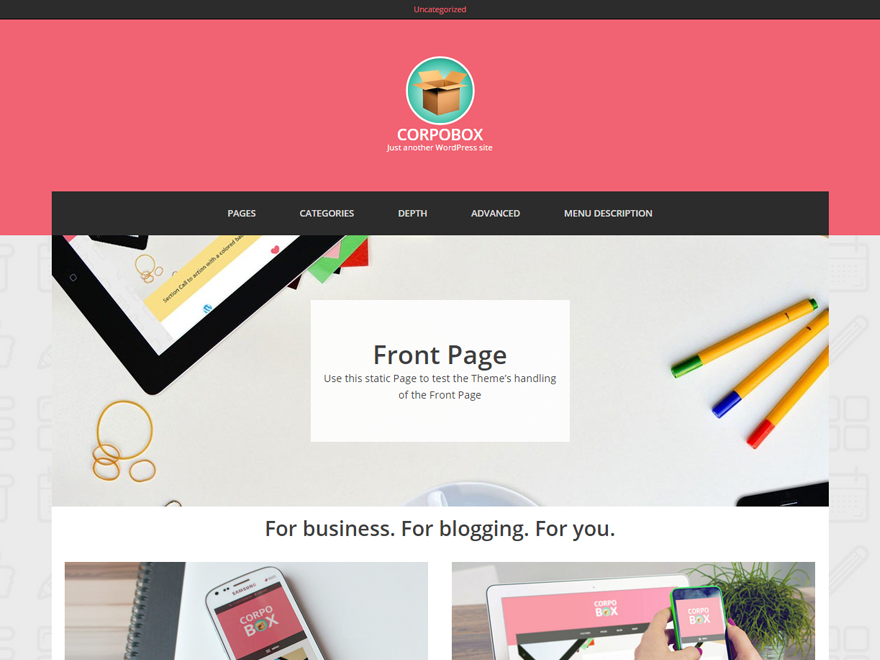 Uncategorized
CORPOBOX
Just another WordPress site
PAGES CATEGORIES DEPTH ADVANCED MENU DESCRIPTION
Section Call to action with a colored
Front Page
Use this static Page to test the Theme's handling
of the Front Page
For business. For blogging. For you.
SAMSUNG
CORPO
BOX
CORPO
BOX
CORPO
BOX